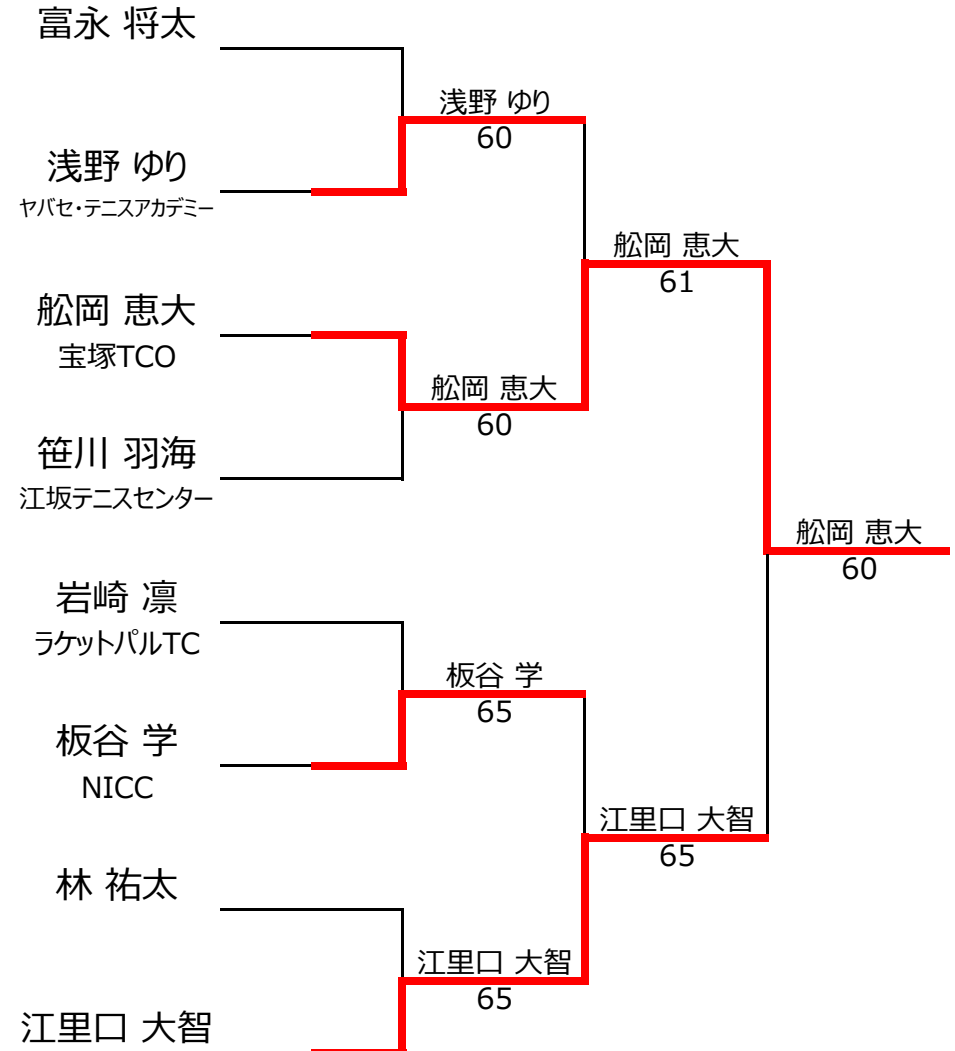 富永 将太
浅野 ゆり
60
浅野 ゆり
ヤバセ・テニスアカデミー
舩岡 恵大
61
舩岡 恵大
宝塚TCO
舩岡 恵大
60
笹川 羽海
江坂テニスセンター
舩岡 恵大
60
岩崎 凛
ラケットパルTC
板谷 学
65
板谷 学
NICC
江里口 大智
65
林 祐太
江里口 大智
65
江里口 大智